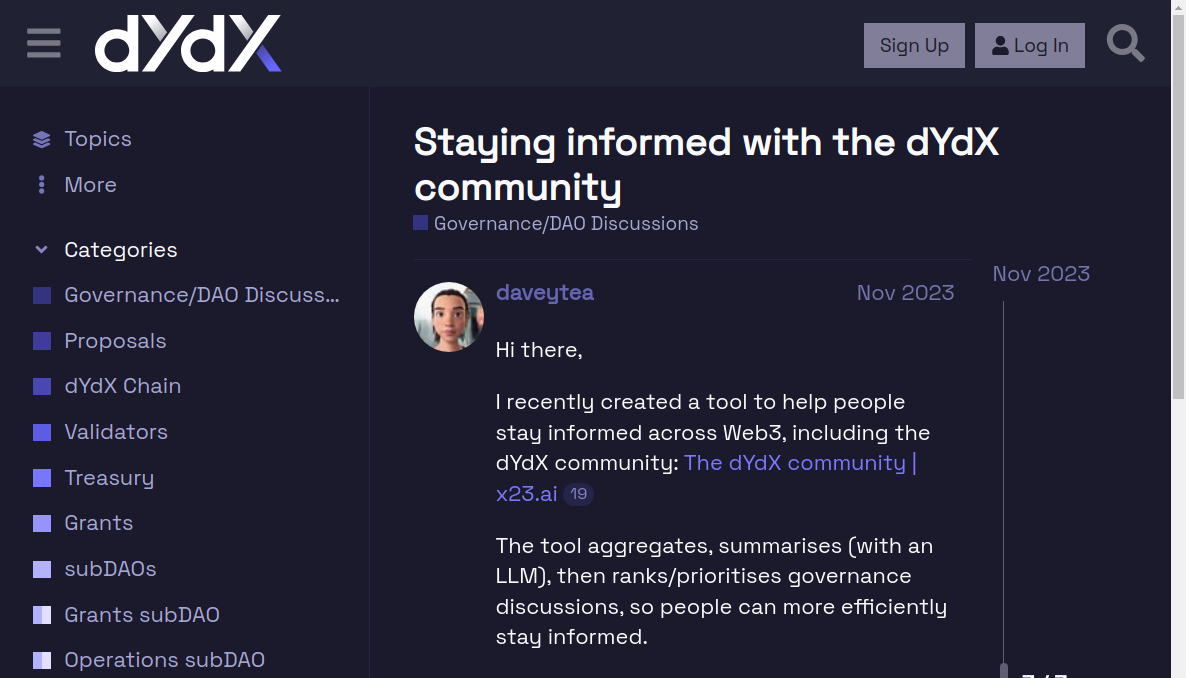 dYdX
Sign Up
Log In
Topics
More
Categories
Governance/DAO Discuss...
Proposals
dYdX Chain
Validators
Treasury
Grants
subDAOs
Grants subDAO
Operations subDAO
Staying informed with the dYdX
community
Governance/DAO Discussions
daveytea
Nov 2023
Nov 2023
Hi there,
I recently created a tool to help people
stay informed across Web3, including the
dYdX community: The dYdX community |
x23.ai 19
The tool aggregates, summarises (with an
LLM), then ranks/prioritises governance
discussions, so people can more efficiently
stay informed.